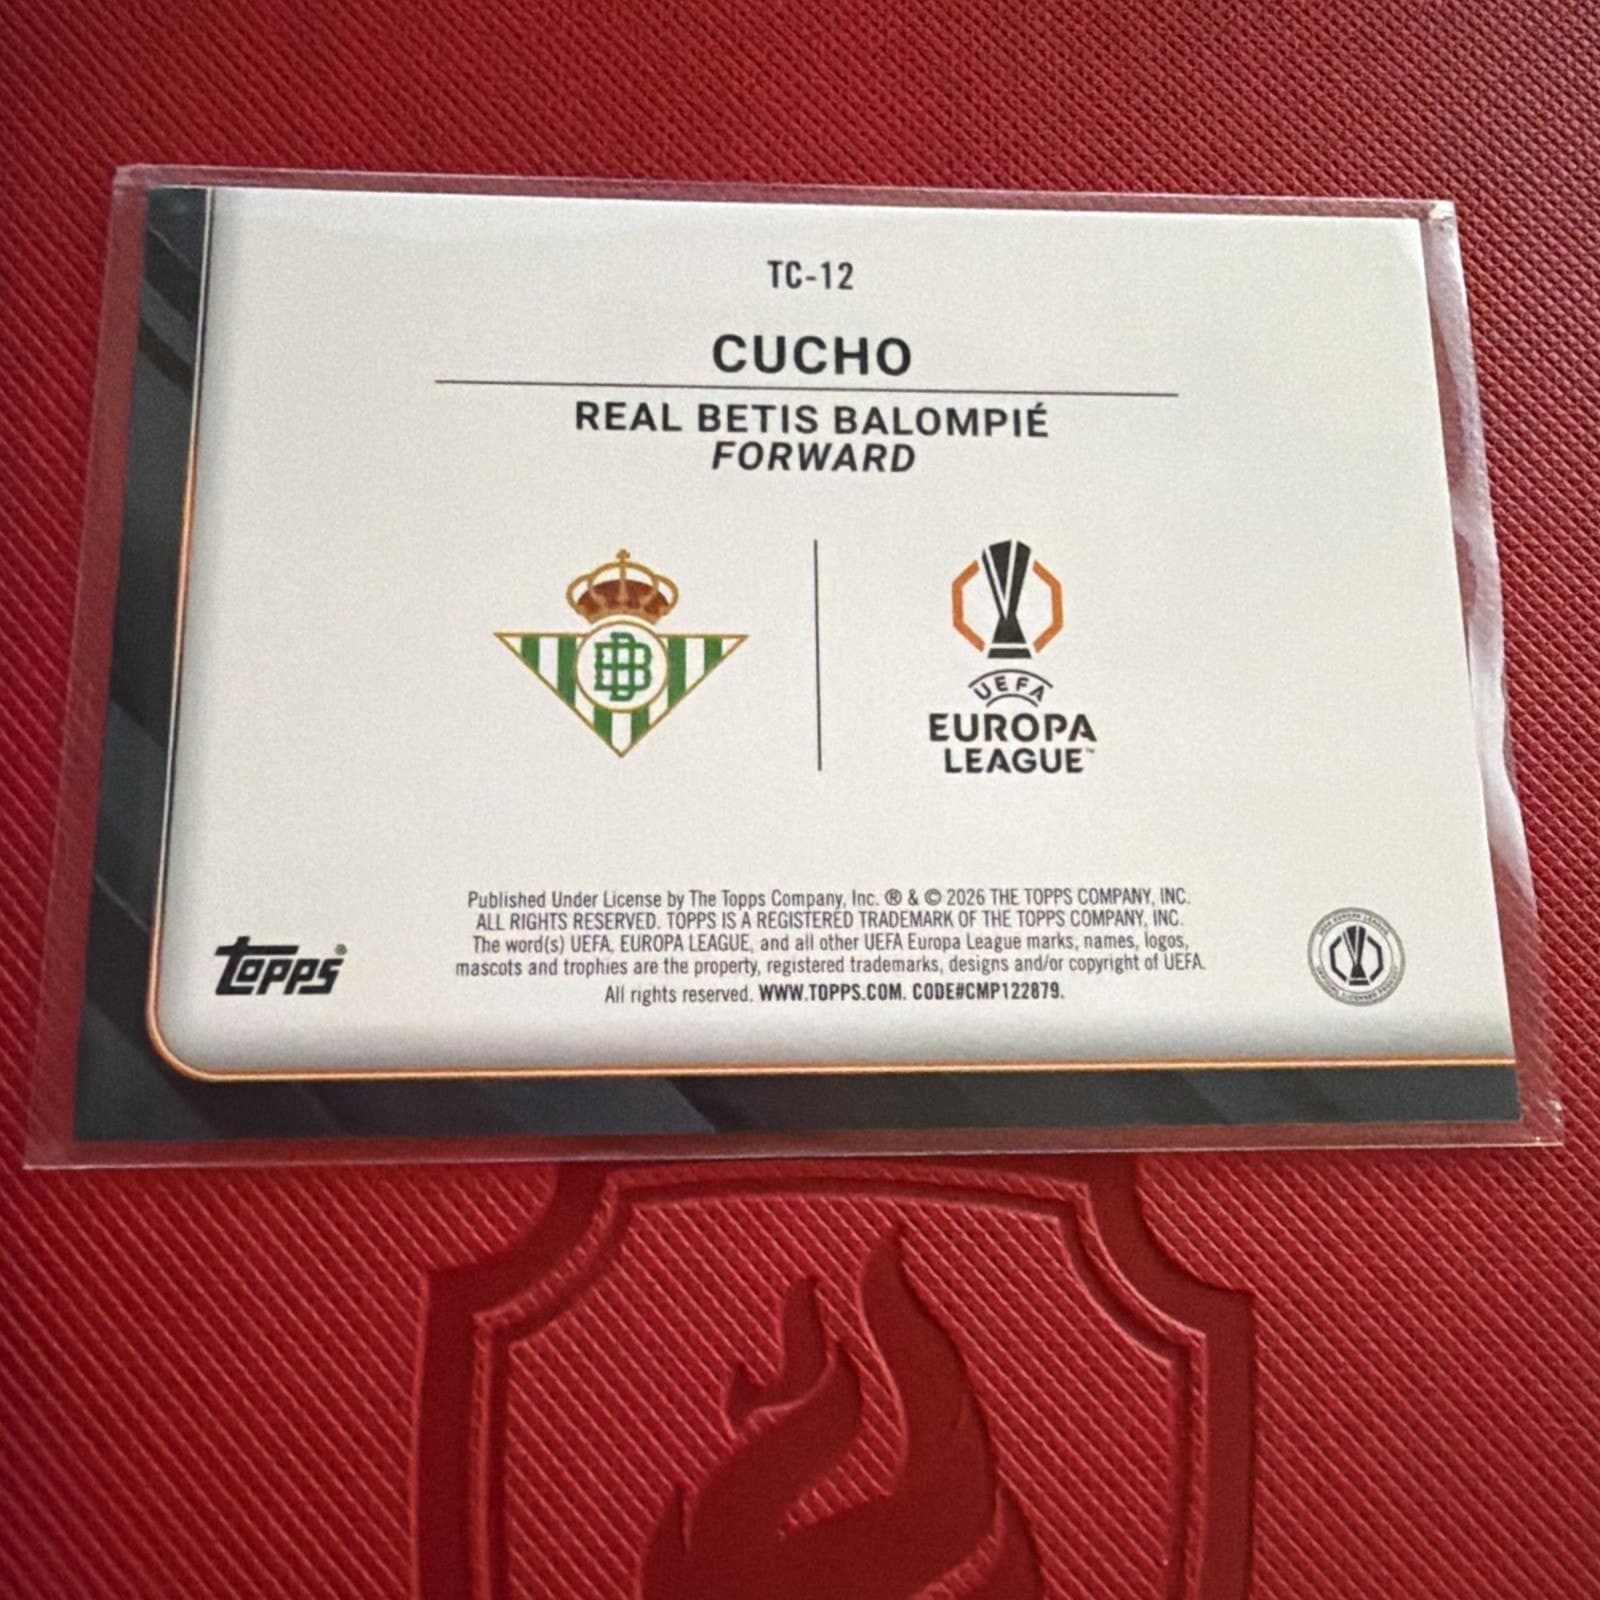 TC-12
CUCHO
REAL BETIS BALOMPIÉ
FORWARD
BB
UEFA
EUROPA
LEAGUE™
Published Under License by The Topps Company, Inc. ® & © 2026 THE TOPPS COMPANY, INC.
ALL RIGHTS RESERVED. TOPPS IS A REGISTERED TRADEMARK OF THE TOPPS COMPANY, INC.
The word(s) UEFA, EUROPA LEAGUE, and all other UEFA Europa League marks, names, logos,
mascots and trophies are the property, registered trademarks, designs and/or copyright of UEFA.
All rights reserved. WWW.TOPPS.COM. CODE#CMP122879.
topps®